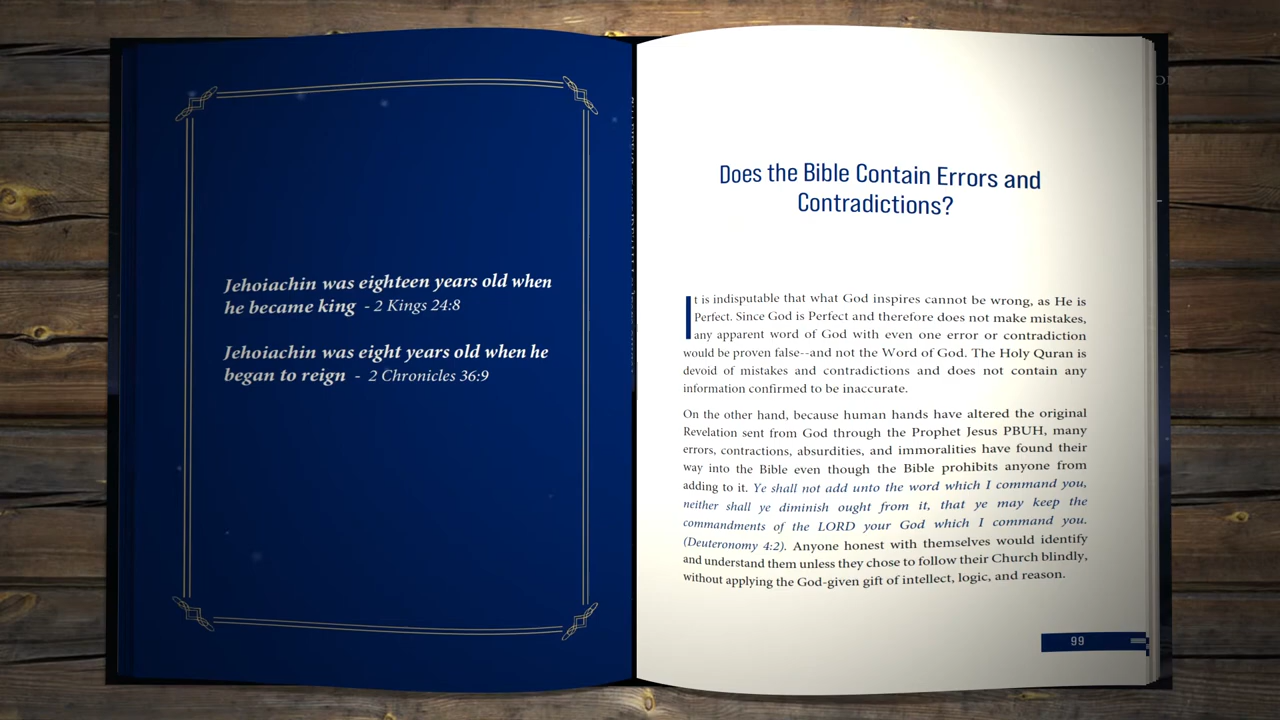 Jehoiachin was eighteen years old when
he became king - 2 Kings 24:8
Jehoiachin was eight years old when he
began to reign - 2 Chronicles 36:9
Does the Bible Contain Errors and
Contradictions?
It is indisputable that what God inspires cannot be wrong, as He is
Perfect. Since God is Perfect and therefore does not make mistakes,
any apparent word of God with even one error or contradiction
would be proven false--and not the Word of God. The Holy Quran is
devoid of mistakes and contradictions and does not contain any
information confirmed to be inaccurate.
On the other hand, because human hands have altered the original
Revelation sent from God through the Prophet Jesus PBUH, many
errors, contractions, absurdities, and immoralities have found their
way into the Bible even though the Bible prohibits anyone from
adding to it. Ye shall not add unto the word which I command you,
neither shall ye diminish ought from it, that ye may keep the
commandments of the LORD your God which I command you.
(Deuteronomy 4:2). Anyone honest with themselves would identify
and understand them unless they chose to follow their Church blindly,
without applying the God-given gift of intellect, logic, and reason.
99